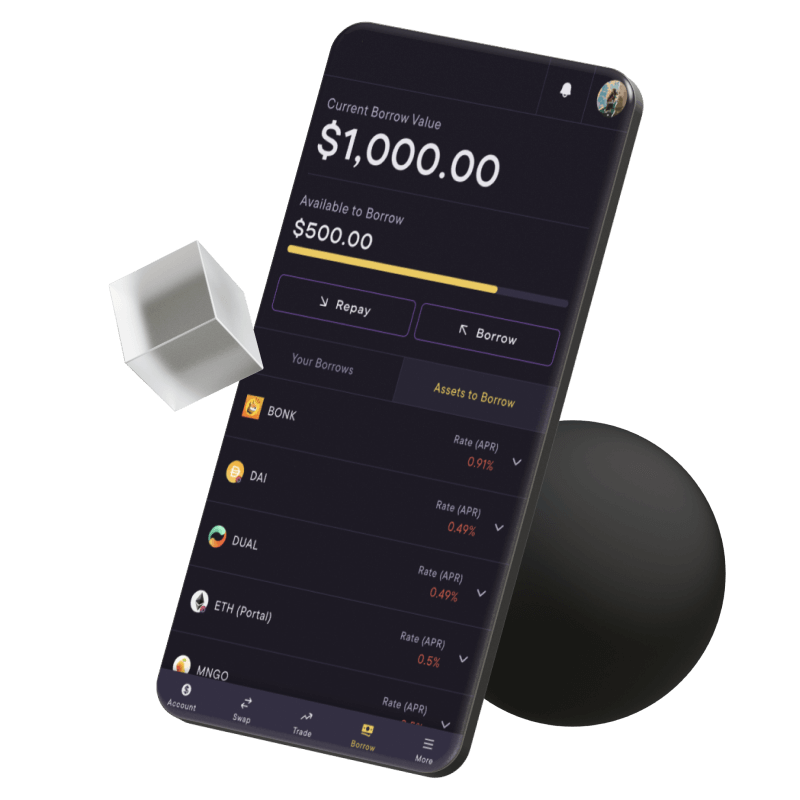 Current Borrow Value
$1,000.00
Available to Borrow
$500.00
Repay
Borrow
Your Borrows
Assets to Borrow
BONK
Rate (APR)
0.91%
DAI
Rate (APR)
0.49%
DUAL
Rate (APR)
0.49%
ETH (Portal)
Rate (APR)
0.5%
MNGO
Rate (APR)
Account
Swap
Trade
Borrow
More